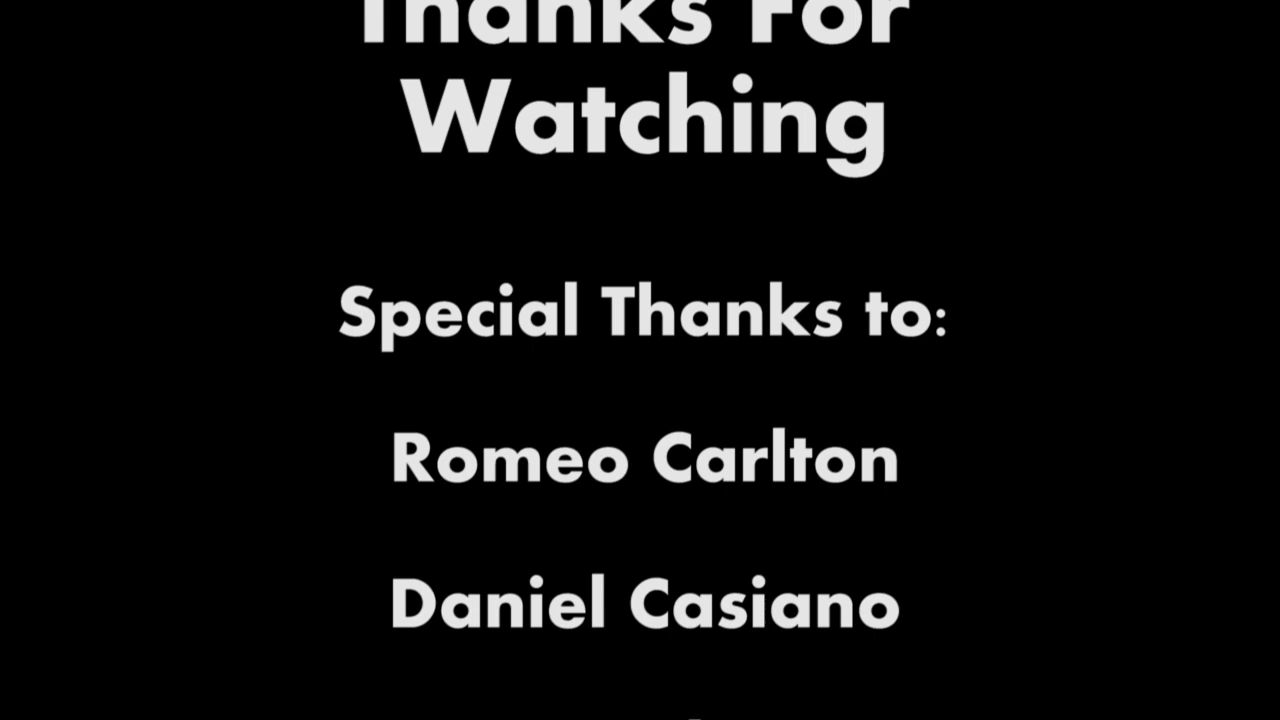 Thanks For
Watching
Special Thanks to:
Romeo Carlton
Daniel Casiano